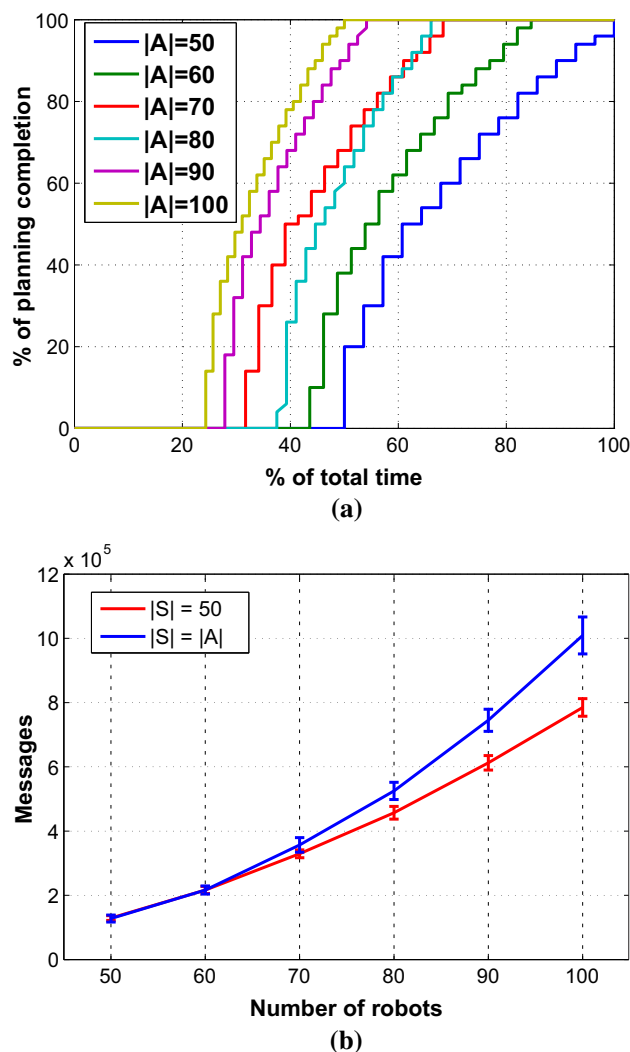 100
80
60
40
20
0
% of planning completion
|A|=50
|A|=60
|A|=70
|A|=80
|A|=90
|A|=100
0 20 40 60 80 100
% of total time
(a)
x 10^5
12
10
8
6
4
2
0
Messages
|S| = 50
|S| = |A|
50 60 70 80 90 100
Number of robots
(b)